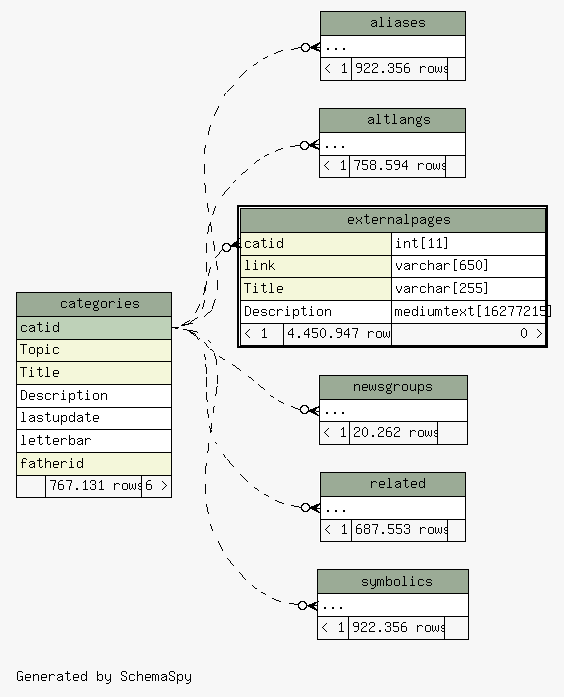 aliases
...
< 1 922.356 rows
altlangs
...
< 1 758.594 rows
externalpages
catid int[11]
link varchar[650]
Title varchar[255]
Description mediumtext[16277215]
< 1 4.450.947 row 0 >
categories
catid
Topic
Title
Description
lastupdate
letterbar
fatherid
767.131 rows 6 >
newsgroups
...
< 1 20.262 rows
related
...
< 1 687.553 rows
symbolics
...
< 1 922.356 rows
Generated by SchemaSpy